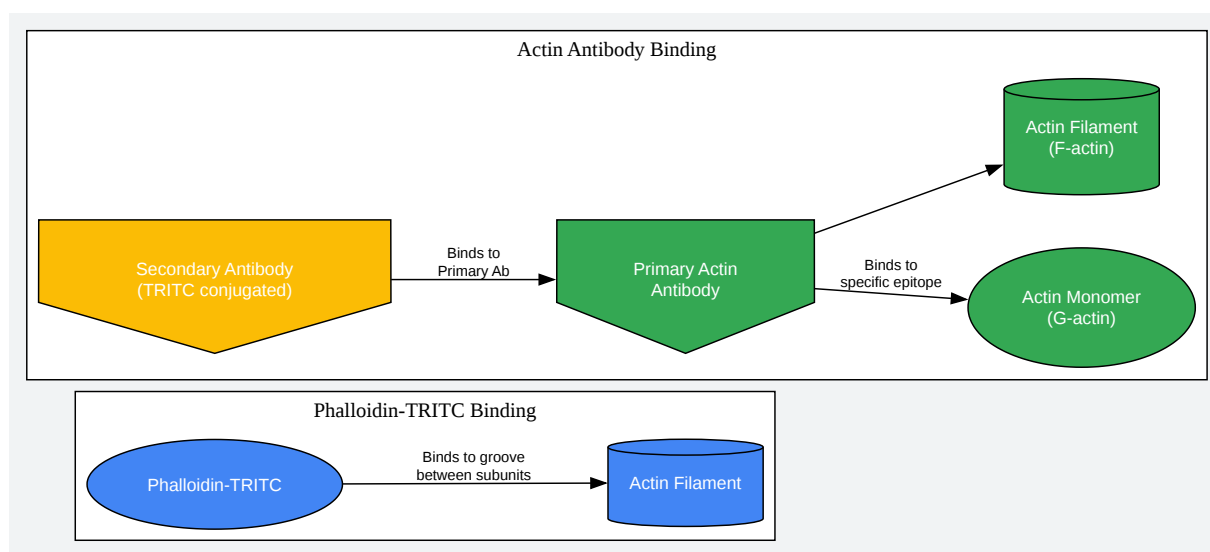 Actin Antibody Binding
Actin Filament
(F-actin)
Secondary Antibody
(TRITC conjugated)
Binds to
Primary Ab
Primary Actin
Antibody
Binds to
specific epitope
Actin Monomer
(G-actin)
Phalloidin-TRITC Binding
Phalloidin-TRITC
Binds to groove
between subunits
Actin Filament